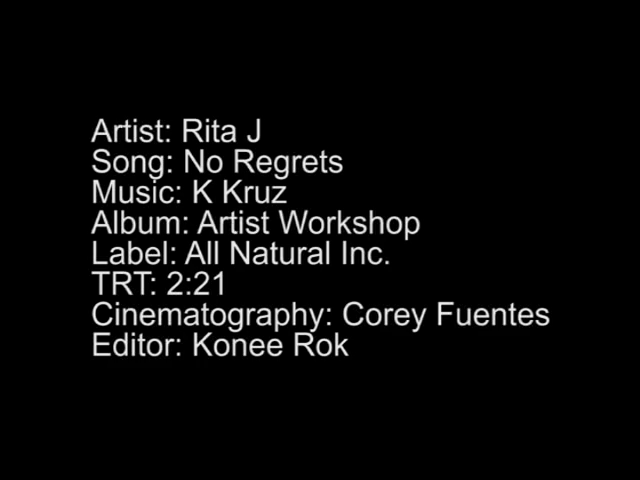 Artist: Rita J
Song: No Regrets
Music: K Kruz
Album: Artist Workshop
Label: All Natural Inc.
TRT: 2:21
Cinematography: Corey Fuentes
Editor: Konee Rok